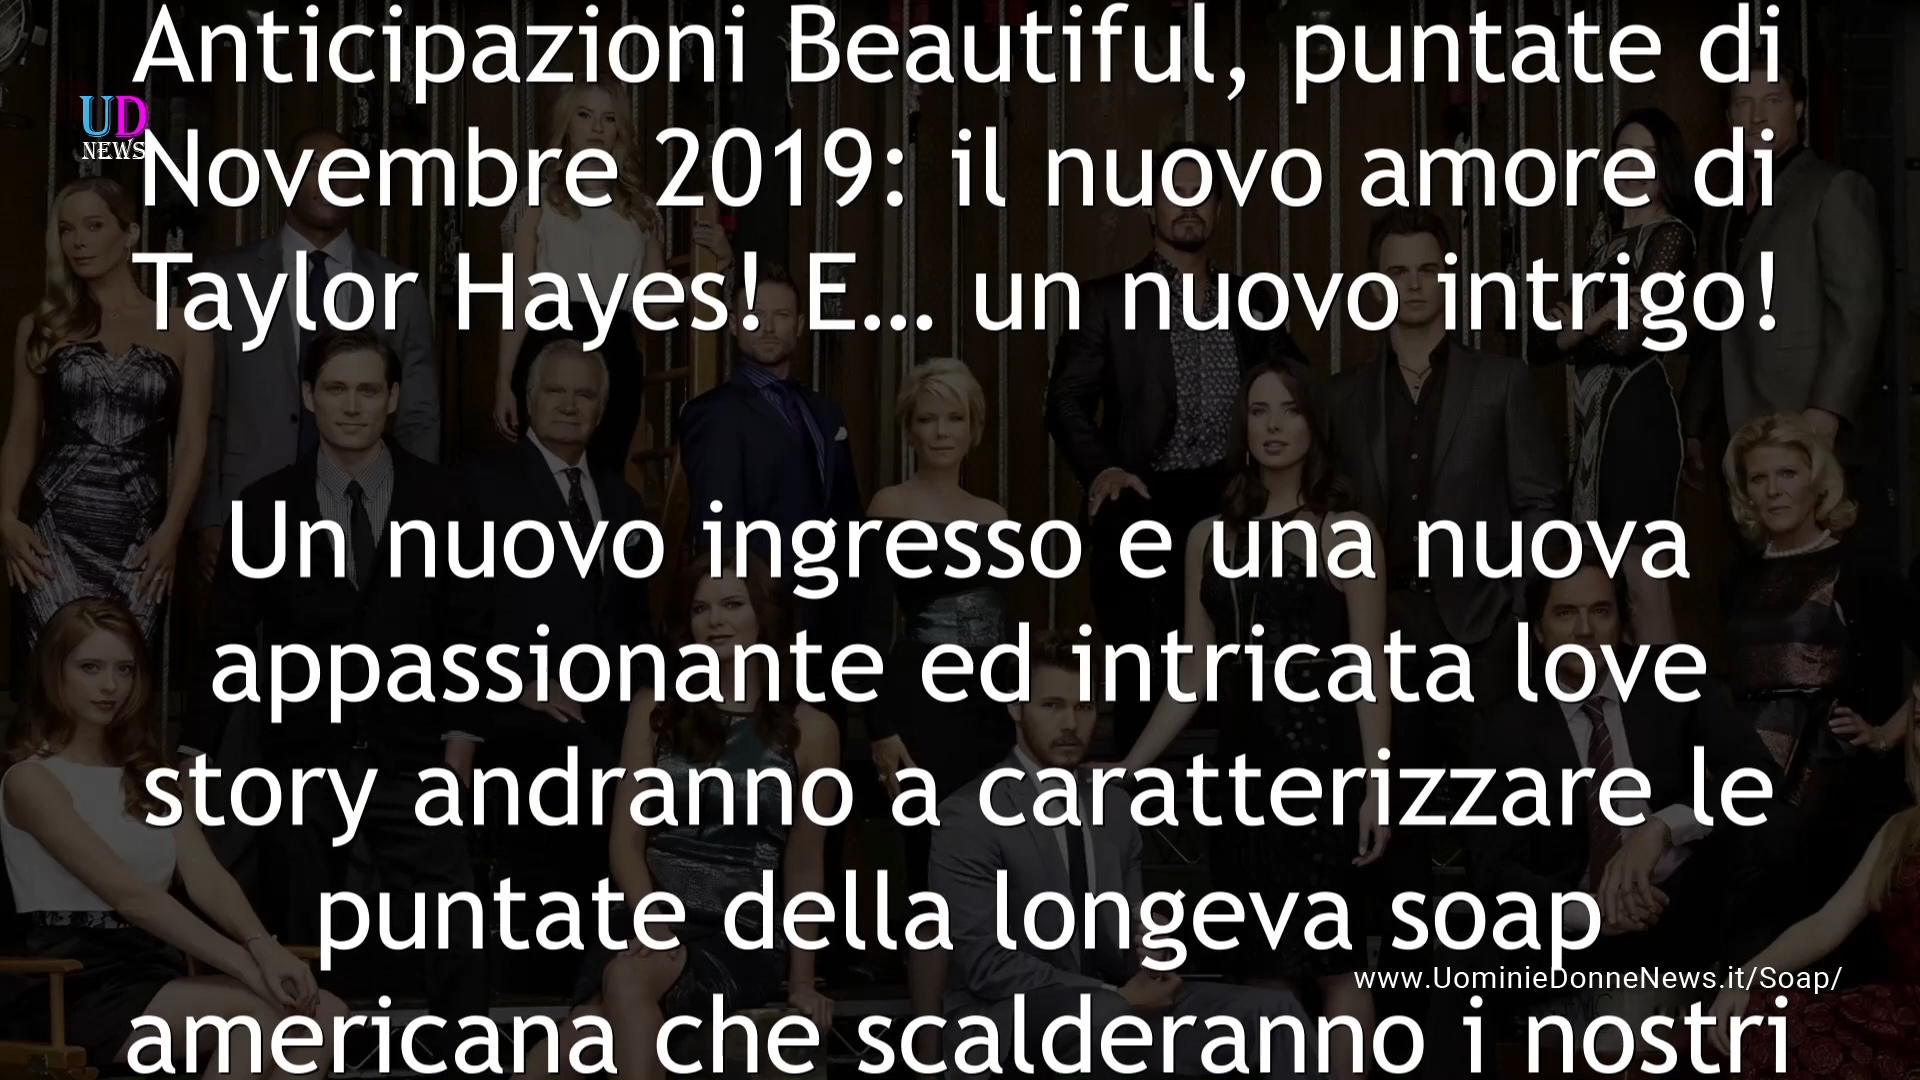 Anticipazioni Beautiful, puntate di
UD
NEWS
Novembre 2019: il nuovo amore di
Taylor Hayes! E... un nuovo intrigo!
Un nuovo ingresso e una nuova
appassionante ed intricata love
story andranno a caratterizzare le
puntate della longeva soap
www.UominieDonneNews.it/Soap/
americana che scalderanno i nostri